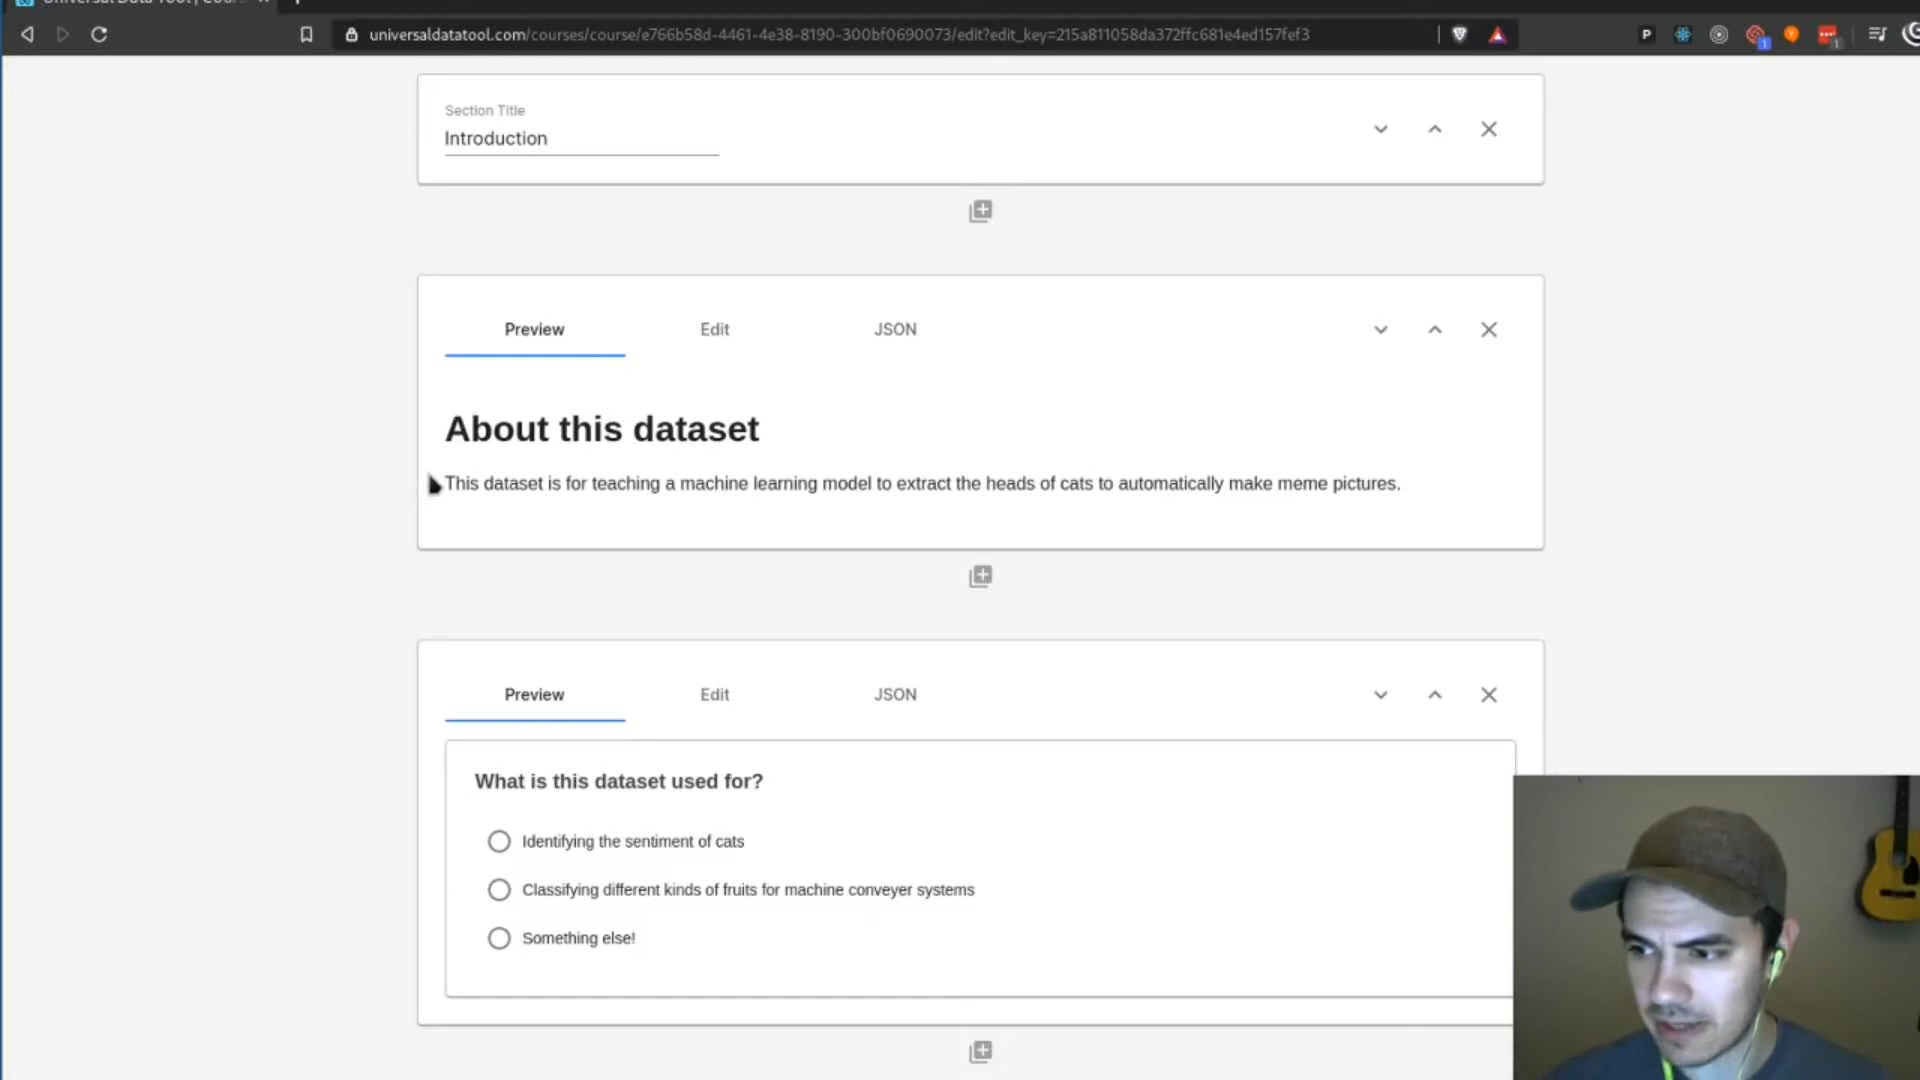 universaldatatool.com/courses/course/e766b58d-4461-4e38-8190-300bf0690073/edit?edit_key=215a811058da372ffc681e4ed157fef3
P
1
1
Section Title
Introduction
Preview
Edit
JSON
About this dataset
This dataset is for teaching a machine learning model to extract the heads of cats to automatically make meme pictures.
Preview
Edit
JSON
What is this dataset used for?
Identifying the sentiment of cats
Classifying different kinds of fruits for machine conveyer systems
Something else!